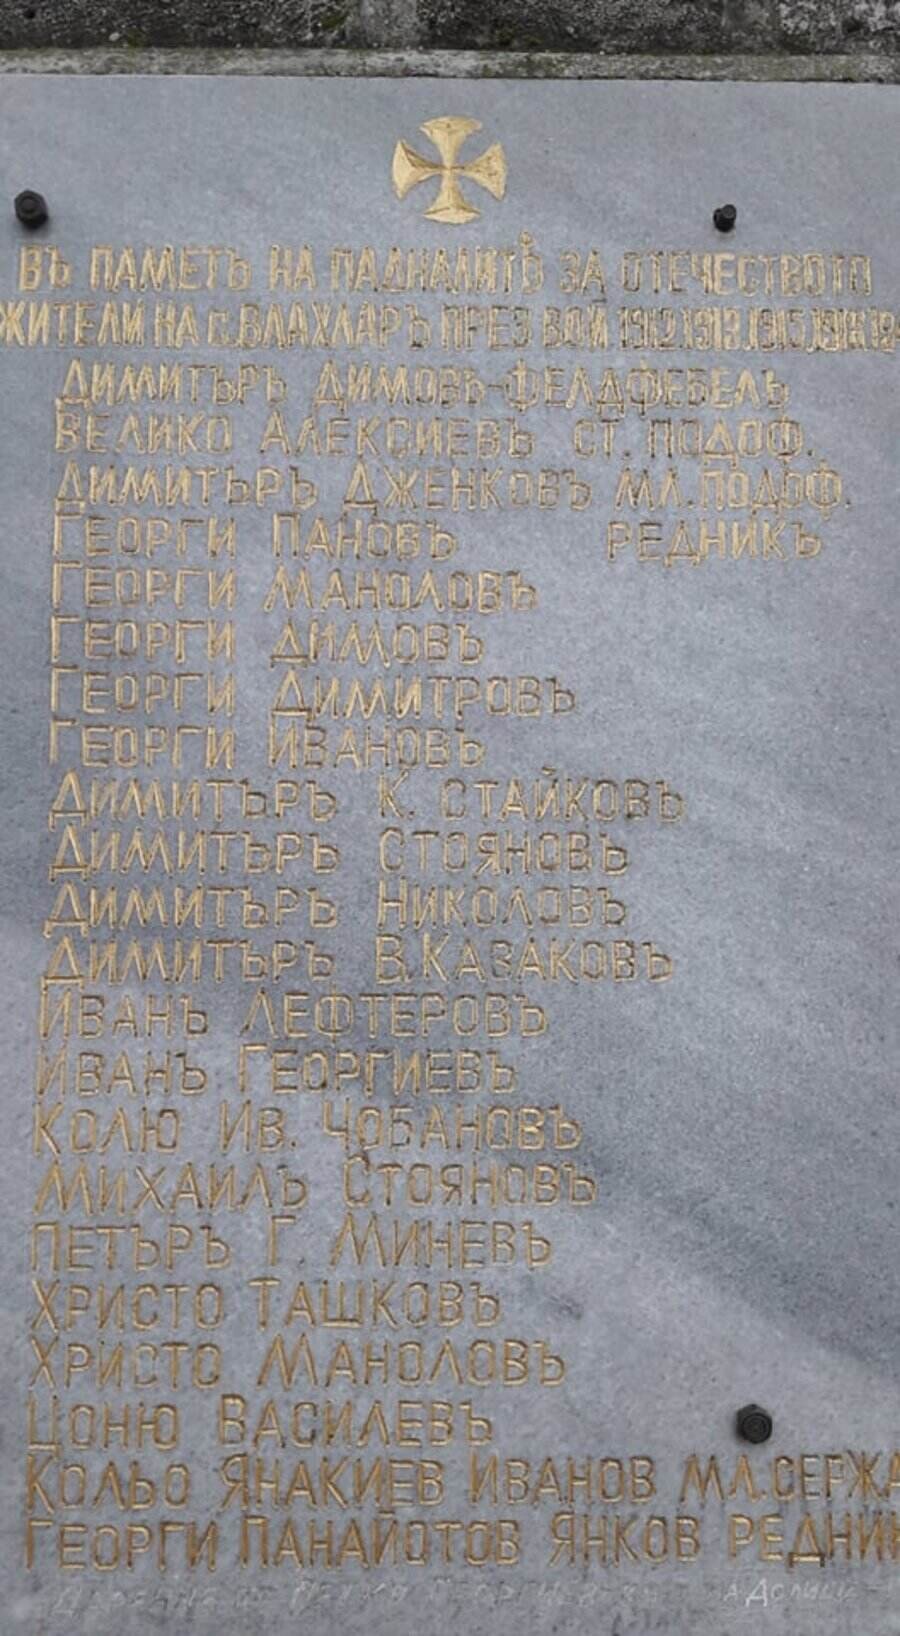 ВЪ ПАМЕТЬ НА ПАДНАЛИТѢ ЗА ОТЕЧЕСТВОТО
ЖИТЕЛИ НА С. ВЛАХЛАРЪ ПРЕЗ ВОЙ 1912.1913.1915.1916.
ДИМИТЪРЪ ДИМОВЪ-ФЕЛДФЕБЕЛЬ
ВЕЛИКО АЛЕКСИЕВЪ СТ. ПОДОФ.
ДИМИТЪРЪ ДЖЕНКОВЪ МЛ. ПОДОФ.
ГЕОРГИ ПАНОВЪ РЕДНИКЪ
ГЕОРГИ МАНОЛОВЪ
ГЕОРГИ ДИМОВЪ
ГЕОРГИ ДИМИТРОВЪ
ГЕОРГИ ИВАНОВЪ
ДИМИТЪРЪ К. СТАЙКОВЪ
ДИМИТЪРЪ СТОЯНОВЪ
ДИМИТЪРЪ НИКОЛОВЪ
ДИМИТЪРЪ В. КАЗАКОВЪ
ИВАНЪ ЛЕФТЕРОВЪ
ИВАНЪ ГЕОРГИЕВЪ
КОЛЮ ИВ. ЧОБАНОВЪ
МИХАИЛЪ СТОЯНОВЪ
ПЕТЪРЪ Г. МИНЕВЪ
ХРИСТО ТАШКОВЪ
ХРИСТО МАНОЛОВЪ
ЦОНЮ ВАСИЛЕВЪ
КОЛЬО ЯНАКИЕВ ИВАНОВ МЛ. СЕРЖА
ГЕОРГИ ПАНАЙОТОВ ЯНКОВ РЕДНИК